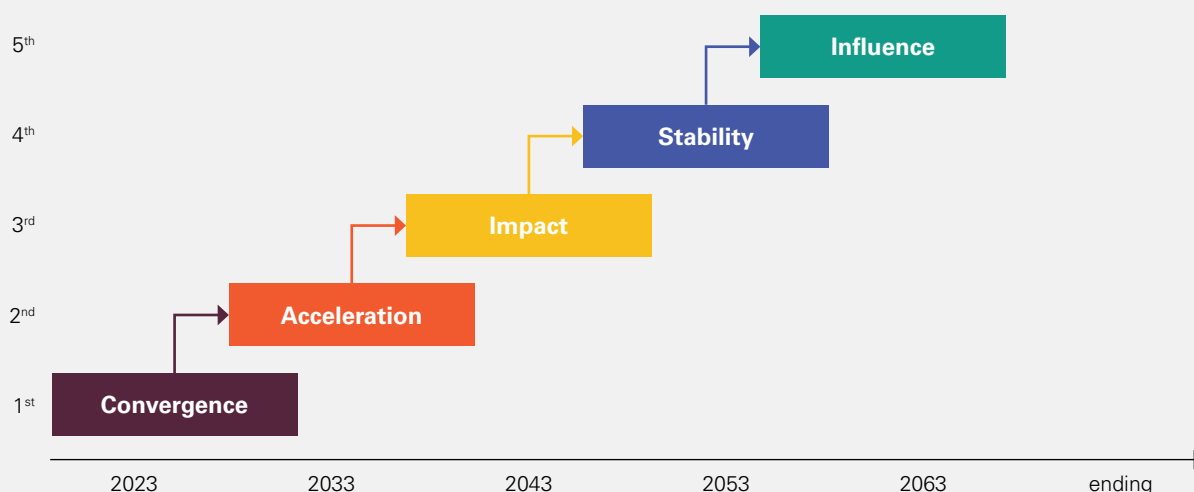 5th
Influence
4th
Stability
3rd
Impact
2nd
Acceleration
1st
Convergence
2023 2033 2043 2053 2063 ending